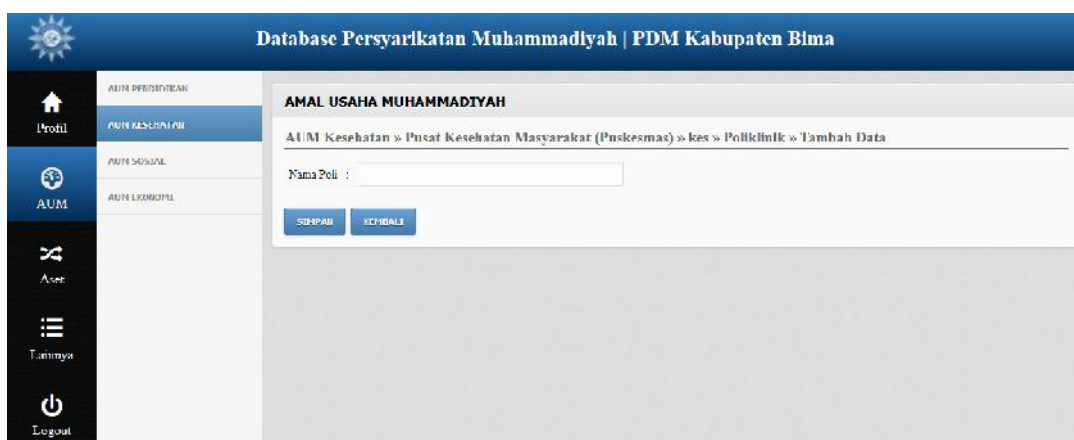 Database Persyarikatan Muhammadiyah | PDM Kabupaten Bima
Profil
AUM
Aset
Lainnya
Logout
AUM PENDIDIKAN
AUM KESEHATAN
AUM SOSIAL
AUM EKONOMI
AMAL USAHA MUHAMMADIYAH
AUM Kesehatan » Pusat Kesehatan Masyarakat (Puskesmas) » kes » Poliklinik » Tambah Data
Nama Poli :
SIMPAN KEMBALI